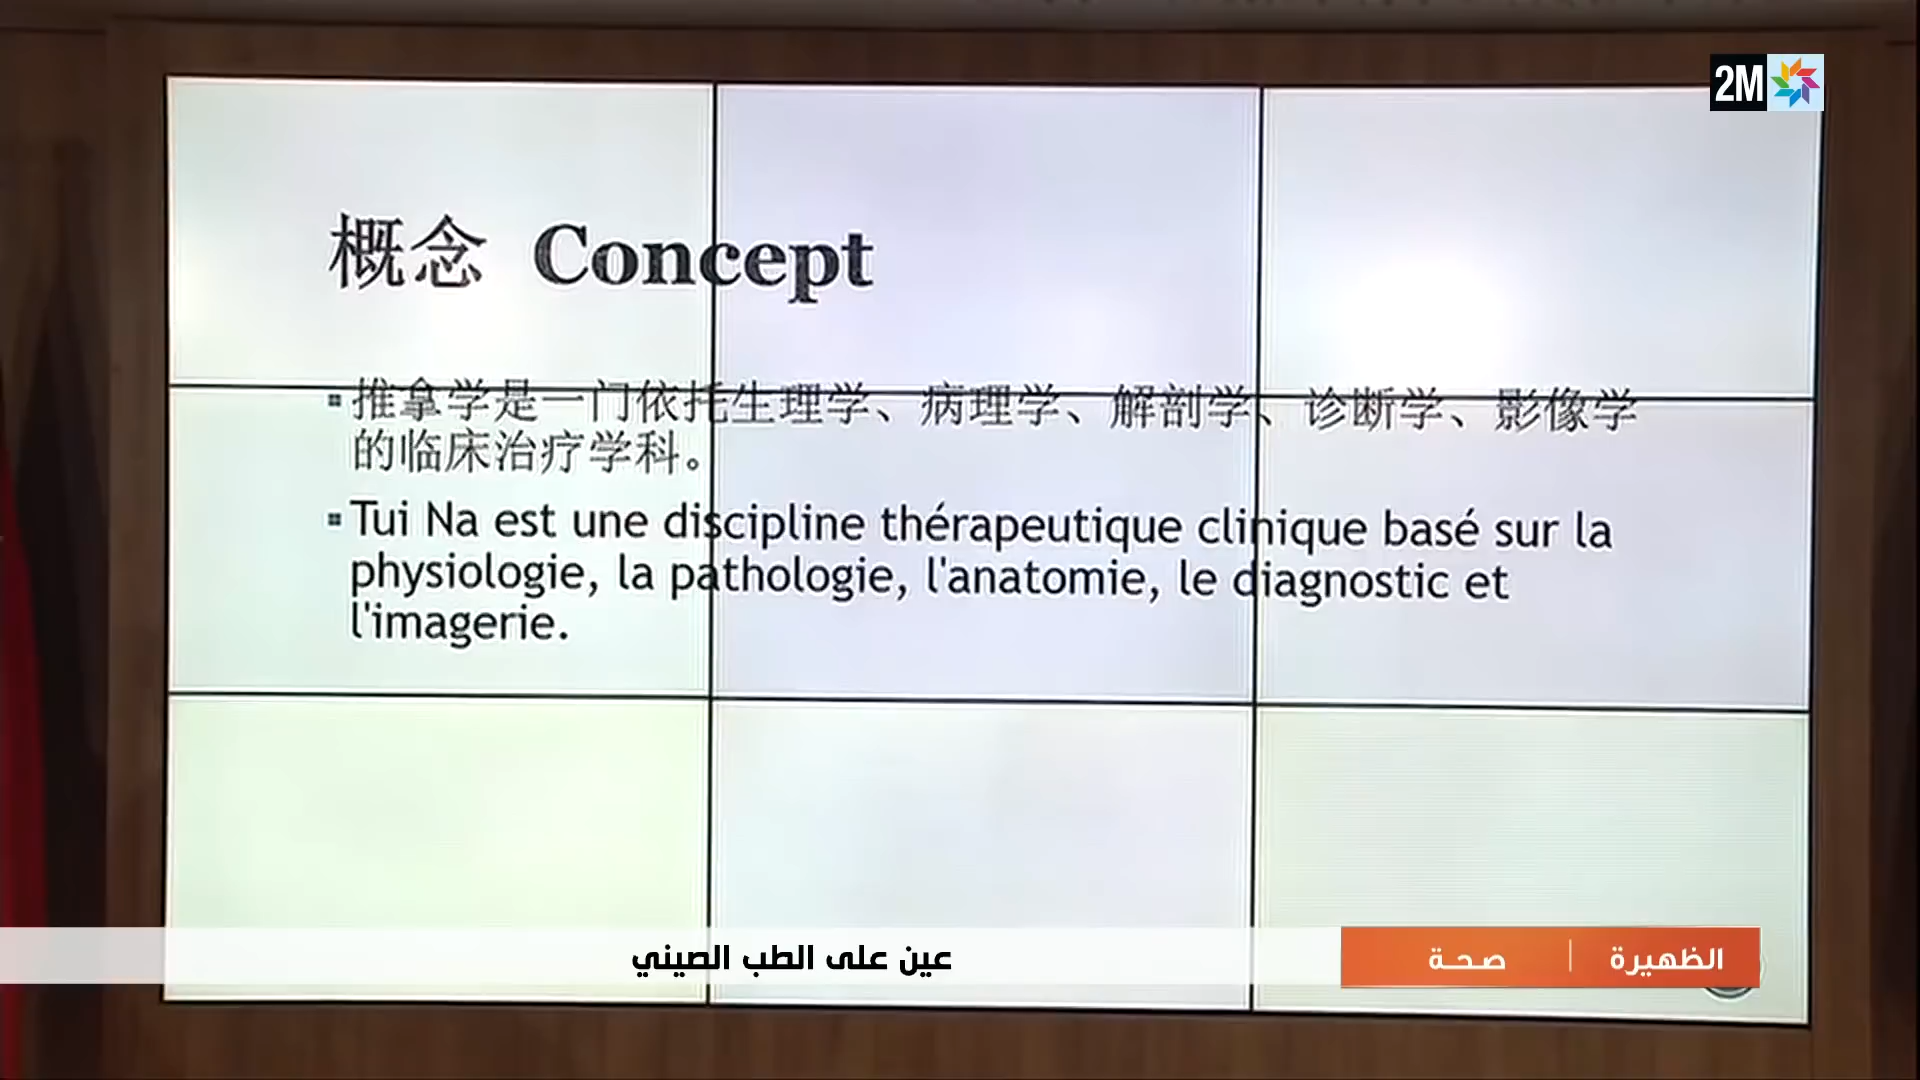 2M
概念 Concept
▪推拿学是一门依托生理学、病理学、解剖学、诊断学、影像学
的临床治疗学科。
▪Tui Na est une discipline thérapeutique clinique basé sur la
physiologie, la pathologie, l'anatomie, le diagnostic et
l'imagerie.
الظهيرة | صحة
عين على الطب الصيني